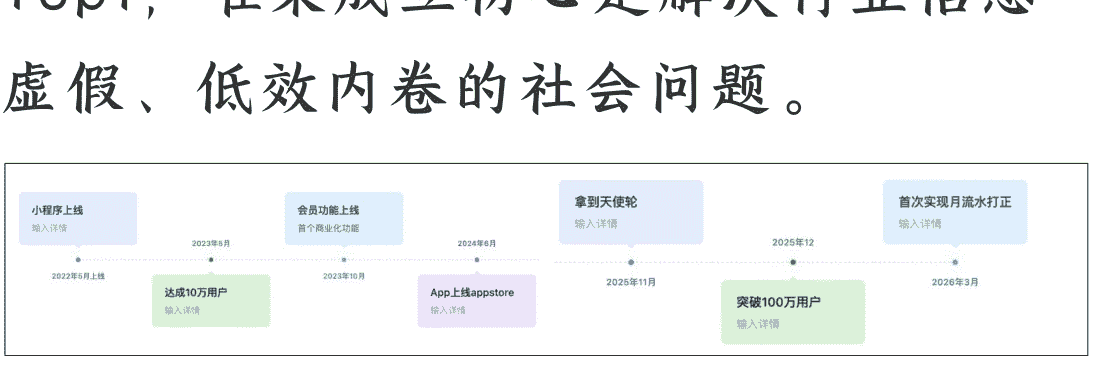 虚假、低效内卷的社会问题。
小程序上线
输入详情
2022年5月上线
2023年5月
达成10万用户
输入详情
会员功能上线
首个商业化功能
2023年10月
2024年6月
App上线appstore
输入详情
拿到天使轮
输入详情
2025年11月
2025年12
突破100万用户
输入详情
首次实现月流水打正
输入详情
2026年3月